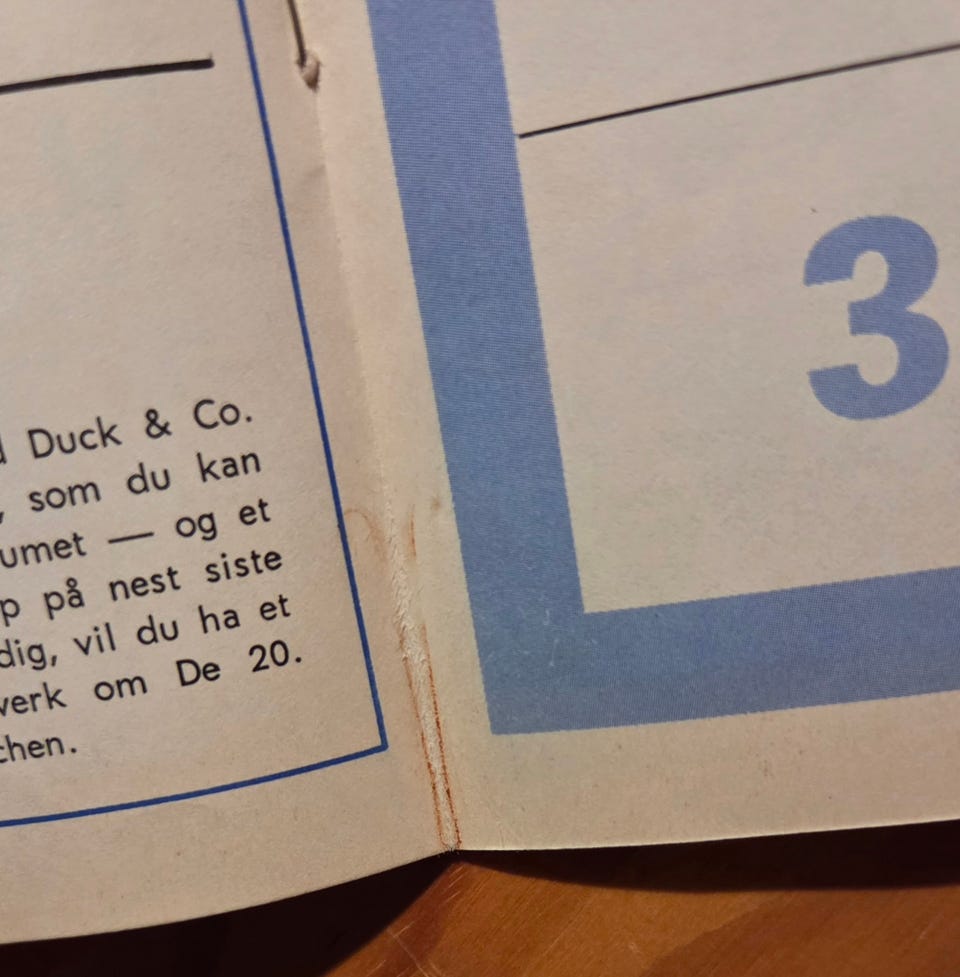 Duck & Co.
, som du kan
umet — og et
p på nest siste
dig, vil du ha et
verk om De 20.
chen.
3